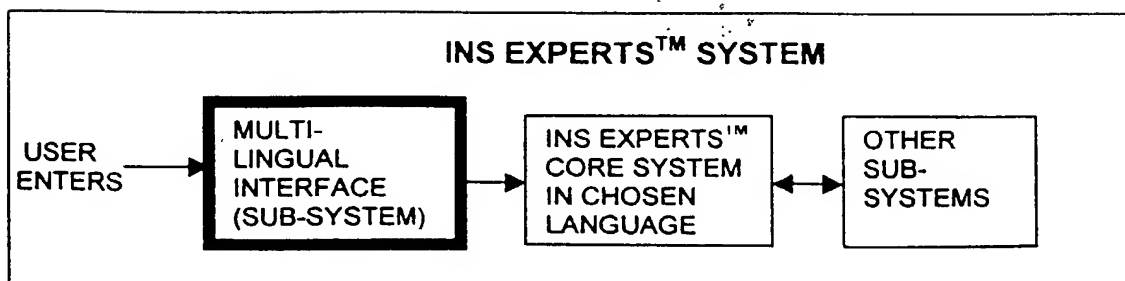 INS EXPERTS™ SYSTEM
USER
ENTERS
MULTI-
LINGUAL
INTERFACE
(SUB-SYSTEM)
INS EXPERTS™
CORE SYSTEM
IN CHOSEN
LANGUAGE
OTHER
SUB-
SYSTEMS